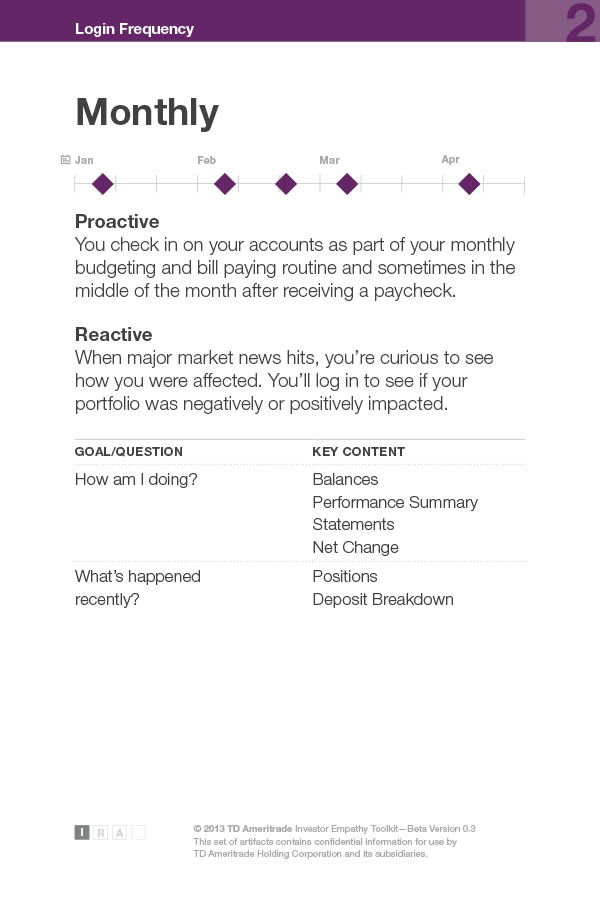 Login Frequency
2
Monthly
Jan Feb Mar Apr
Proactive
You check in on your accounts as part of your monthly
budgeting and bill paying routine and sometimes in the
middle of the month after receiving a paycheck.
Reactive
When major market news hits, you’re curious to see
how you were affected. You’ll log in to see if your
portfolio was negatively or positively impacted.
GOAL/QUESTION KEY CONTENT
How am I doing? Balances
Performance Summary
Statements
Net Change
What’s happened Positions
recently? Deposit Breakdown
I R A
© 2013 TD Ameritrade Investor Empathy Toolkit—Beta Version 0.3
This set of artifacts contains confidential information for use by
TD Ameritrade Holding Corporation and its subsidiaries.